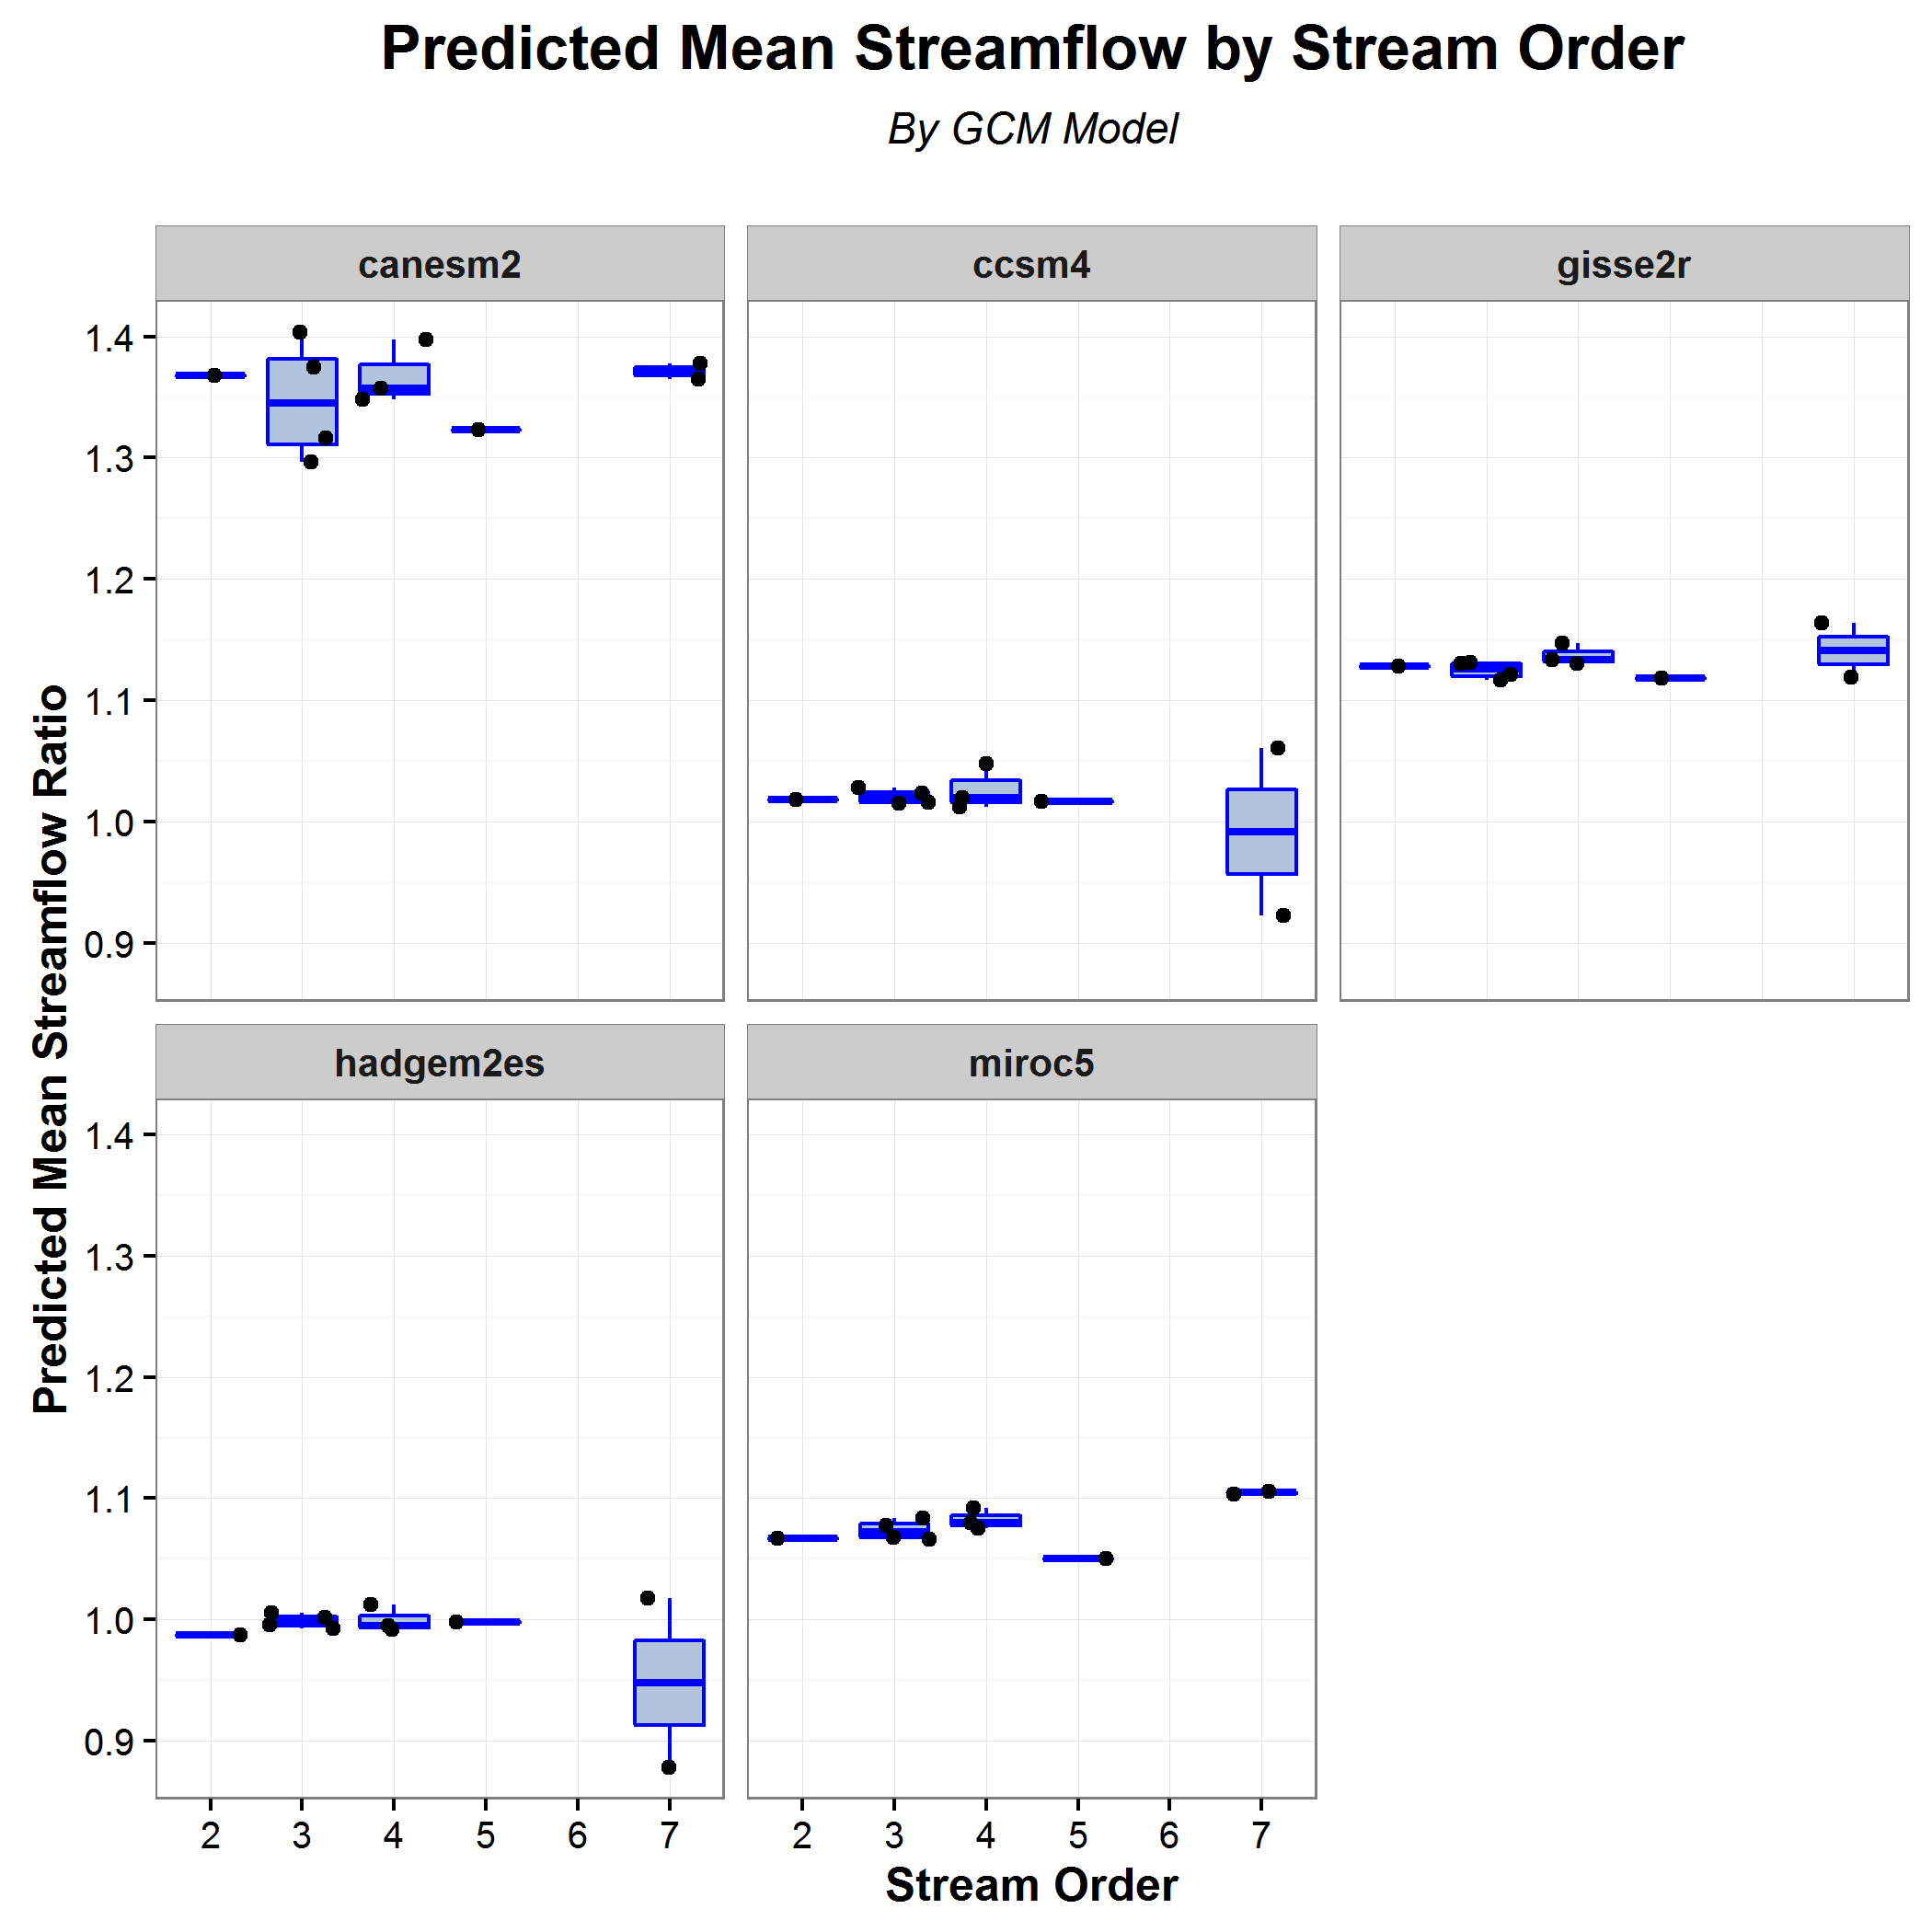 Predicted Mean Streamflow by Stream Order
By GCM Model
canesm2
ccsm4
gisse2r
1.4
1.3
1.2
1.1
1.0
0.9
Predicted Mean Streamflow Ratio
hadgem2es
miroc5
1.4
1.3
1.2
1.1
1.0
0.9
2 3 4 5 6 7
2 3 4 5 6 7
Stream Order